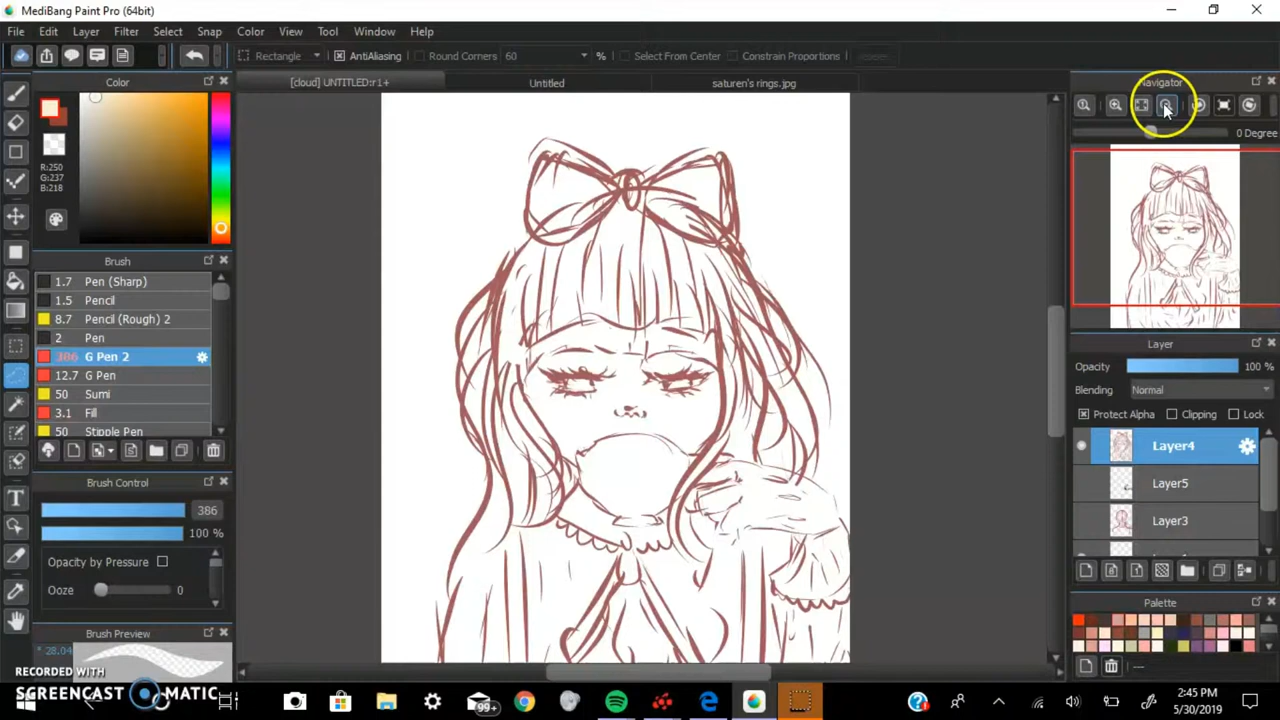 MediBang Paint Pro (64bit)
File Edit Layer Filter Select Snap Color View Tool Window Help
Rectangle AntiAliasing Round Corners 60 % Select From Center Constrain Proportions
Color [cloud] UNTITLED:r1+ Untitled saturen's rings.jpg Navigator
0 Degree
R:250
G:237
B:218
Brush
1.7 Pen (Sharp)
1.5 Pencil
8.7 Pencil (Rough) 2
2 Pen
386 G Pen 2
12.7 G Pen
50 Sumi
3.1 Fill
50 Stipple Pen
Brush Control
386
100 %
Opacity by Pressure
Ooze 0
Brush Preview
* 28.04
Layer
Opacity 100 %
Blending Normal
Protect Alpha Clipping Lock
Layer4
Layer5
Layer3
Palette
---
RECORDED WITH
SCREENCAST MATIC
99+
2:45 PM
5/30/2019